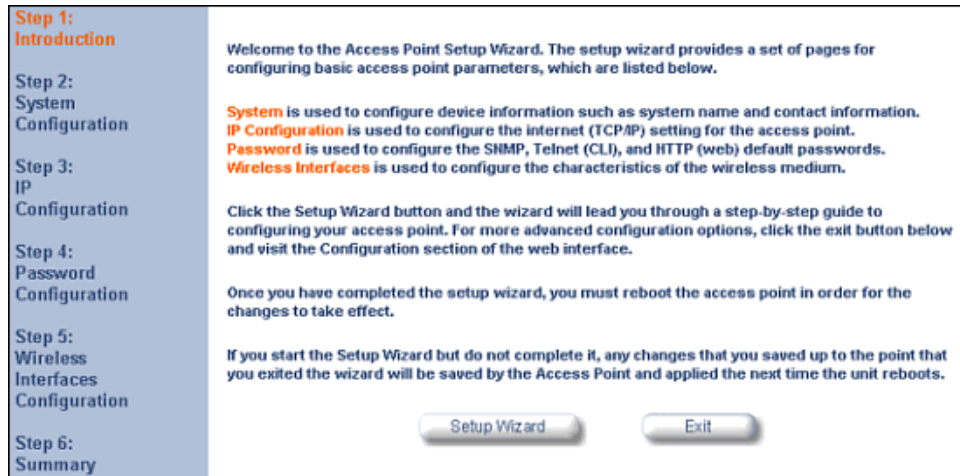 Step 1:
Introduction
Step 2:
System
Configuration
Step 3:
IP
Configuration
Step 4:
Password
Configuration
Step 5:
Wireless
Interfaces
Configuration
Step 6:
Summary
Welcome to the Access Point Setup Wizard. The setup wizard provides a set of pages for
configuring basic access point parameters, which are listed below.
System is used to configure device information such as system name and contact information.
IP Configuration is used to configure the internet (TCP/IP) setting for the access point.
Password is used to configure the SNMP, Telnet (CLI), and HTTP (web) default passwords.
Wireless Interfaces is used to configure the characteristics of the wireless medium.
Click the Setup Wizard button and the wizard will lead you through a step-by-step guide to
configuring your access point. For more advanced configuration options, click the exit button below
and visit the Configuration section of the web interface.
Once you have completed the setup wizard, you must reboot the access point in order for the
changes to take effect.
If you start the Setup Wizard but do not complete it, any changes that you saved up to the point that
you exited the wizard will be saved by the Access Point and applied the next time the unit reboots.
Setup Wizard
Exit